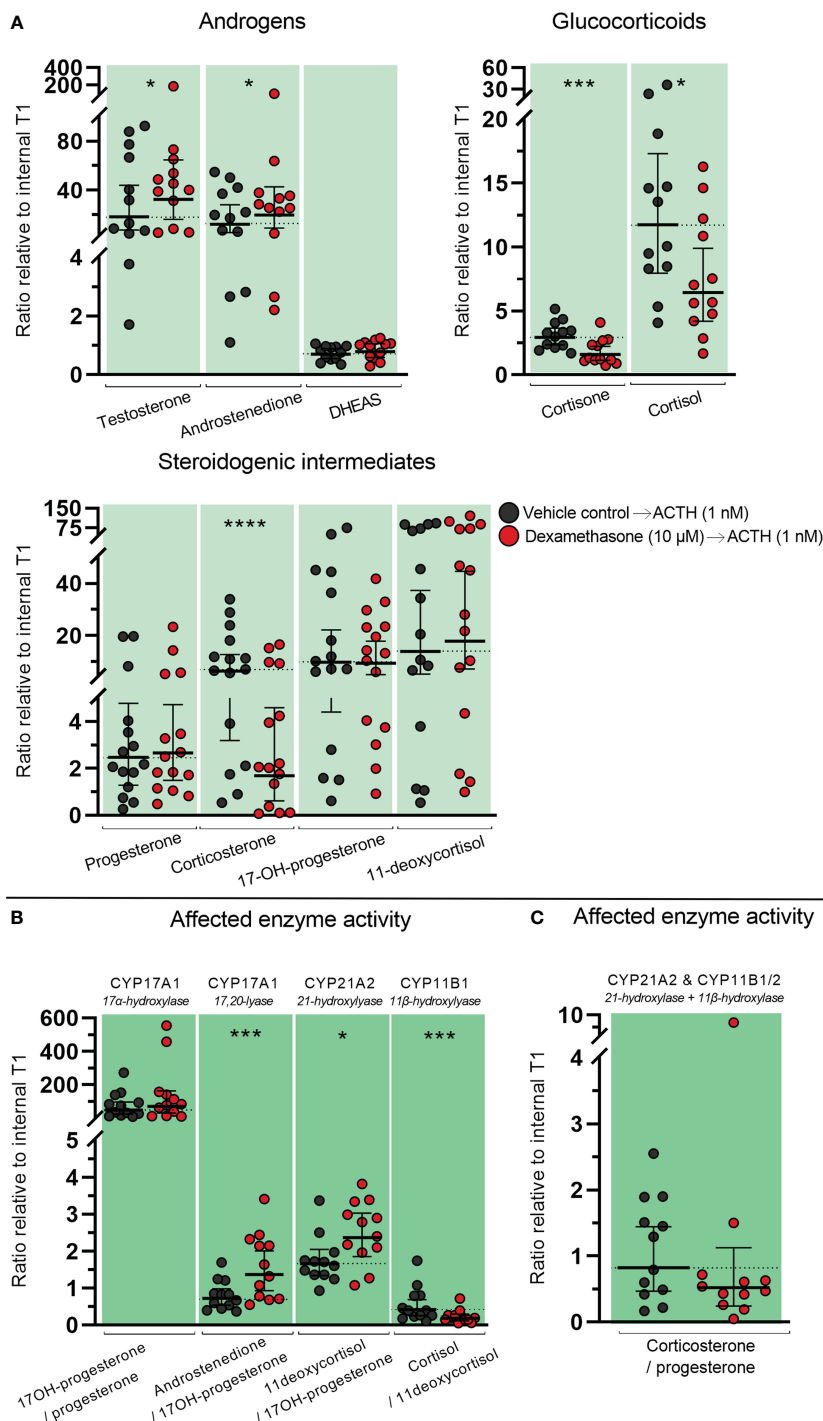 A
Androgens
Ratio relative to internal T1
400
200
80
40
4
2
0
*
*
Testosterone
Androstenedione
DHEAS
Glucocorticoids
Ratio relative to internal T1
60
30
20
15
10
5
0
***
*
Cortisone
Cortisol
Steroidogenic intermediates
Ratio relative to internal T1
150
75
40
20
4
2
0
****
Progesterone
Corticosterone
17-OH-progesterone
11-deoxycortisol
Vehicle control →ACTH (1 nM)
Dexamethasone (10 μM)→ACTH (1 nM)
B
Affected enzyme activity
CYP17A1
17α-hydroxylase
CYP17A1
17,20-lyase
CYP21A2
21-hydroxylyase
CYP11B1
11β-hydroxylase
Ratio relative to internal T1
600
400
200
5
4
3
2
1
0
***
*
***
17OH-progesterone
/ progesterone
Androstenedione
/ 17OH-progesterone
11deoxycortisol
/ 17OH-progesterone
Cortisol
/ 11deoxycortisol
C
Affected enzyme activity
CYP21A2 & CYP11B1/2
21-hydroxylase + 11β-hydroxylase
Ratio relative to internal T1
10
4
3
2
1
0
Corticosterone
/ progesterone